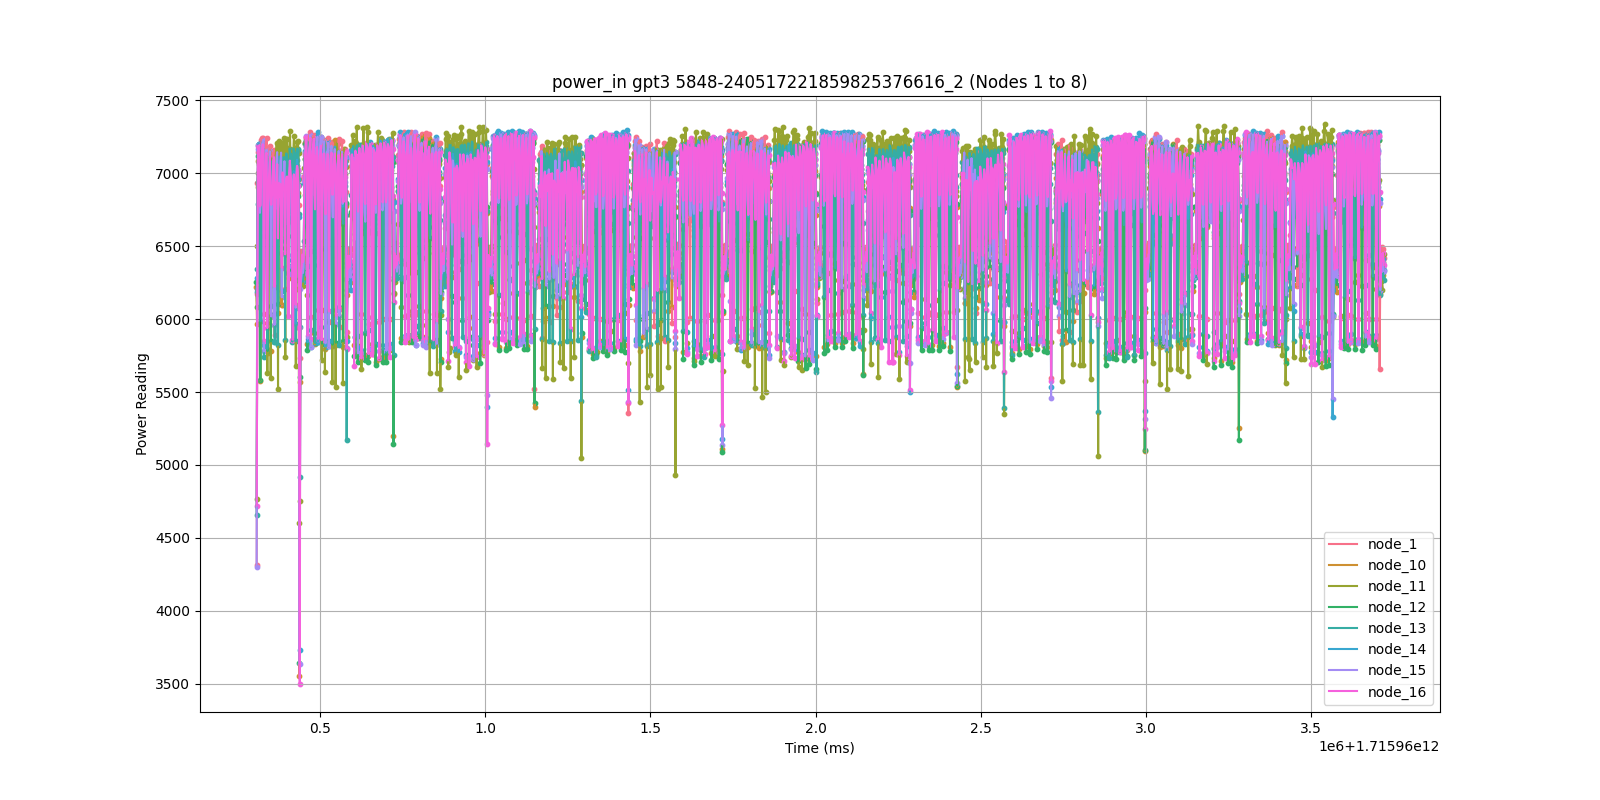 power_in gpt3 5848-240517221859825376616_2 (Nodes 1 to 8)
7500
7000
6500
6000
5500
5000
4500
4000
3500
Power Reading
0.5
1.0
1.5
2.0
2.5
3.0
3.5
Time (ms)
1e6+1.71596e12
node_1
node_10
node_11
node_12
node_13
node_14
node_15
node_16